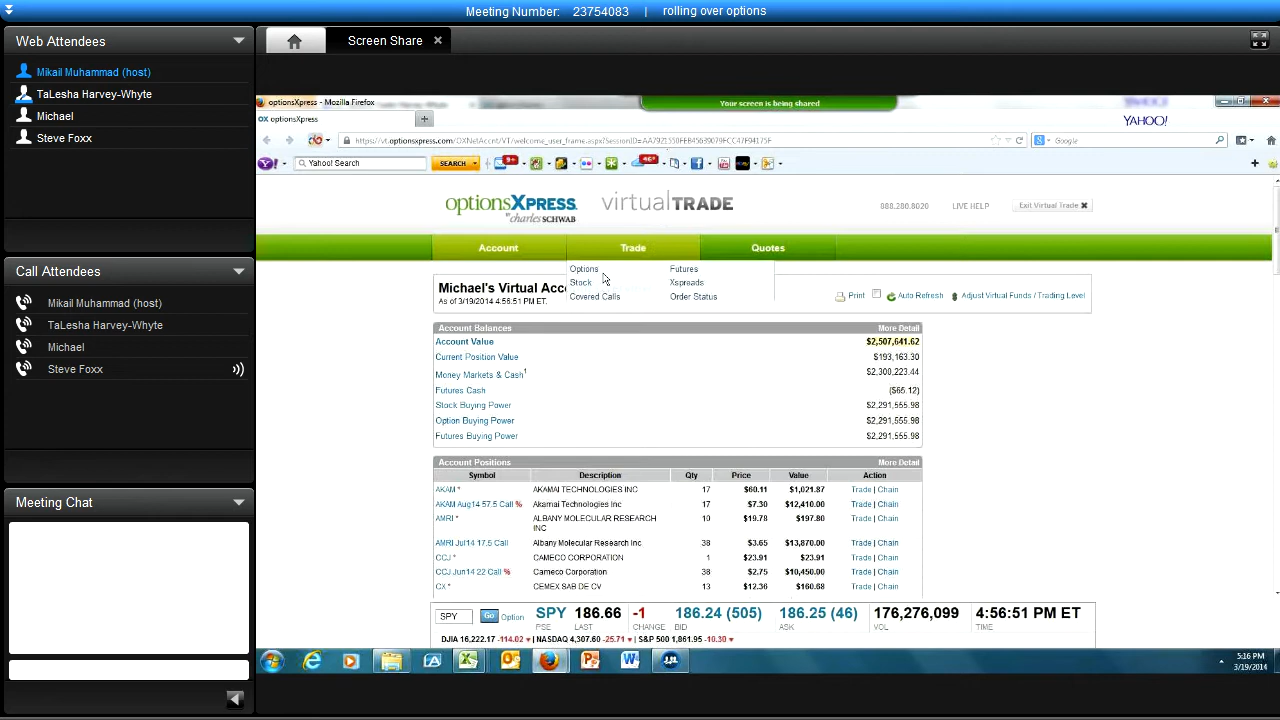 Meeting Number: 23754083 | rolling over options
Web Attendees
Mikail Muhammad (host)
TaLesha Harvey-Whyte
Michael
Steve Foxx
Call Attendees
Mikail Muhammad (host)
TaLesha Harvey-Whyte
Michael
Steve Foxx
Meeting Chat
Screen Share
optionsXpress - Mozilla Firefox
Your screen is being shared
YAHOO!
OX optionsXpress
YAHOO!
Google
Yahoo! Search
SEARCH
9+
46°
optionsXpress by charles SCHWAB
virtualTRADE
888.280.8020 LIVE HELP Exit Virtual Trade
Account Trade Quotes
Options Futures
Stock Xspreads
Covered Calls Order Status
Michael's Virtual Acc
As of 3/19/2014 4:56:51 PM ET.
Print Auto Refresh Adjust Virtual Funds / Trading Level
Account Balances More Detail
Account Value $2,507,641.62
Current Position Value $193,163.30
Money Markets & Cash1 $2,300,223.44
Futures Cash ($65.12)
Stock Buying Power $2,291,555.98
Option Buying Power $2,291,555.98
Futures Buying Power $2,291,555.98
Account Positions More Detail
Symbol Description Qty Price Value Action
AKAM * AKAMAI TECHNOLOGIES INC 17 $60.11 $1,021.87 Trade | Chain
AKAM Aug14 57.5 Call % Akamai Technologies Inc 17 $7.30 $12,410.00 Trade | Chain
AMRI * ALBANY MOLECULAR RESEARCH INC 10 $19.78 $197.80 Trade | Chain
AMRI Jul14 17.5 Call Albany Molecular Research Inc 38 $3.65 $13,870.00 Trade | Chain
CCJ * CAMECO CORPORATION 1 $23.91 $23.91 Trade | Chain
CCJ Jun14 22 Call % Cameco Corporation 38 $2.75 $10,450.00 Trade | Chain
CX * CEMEX SAB DE CV 13 $12.36 $160.68 Trade | Chain
SPY Go Option SPY 186.66 -1 186.24 (505) 186.25 (46) 176,276,099 4:56:51 PM ET
PSE LAST CHANGE BID ASK VOL TIME
DJIA 16,222.17 -114.02 | NASDAQ 4,307.60 -25.71 | S&P 500 1,861.95 -10.30
5:16 PM
3/19/2014